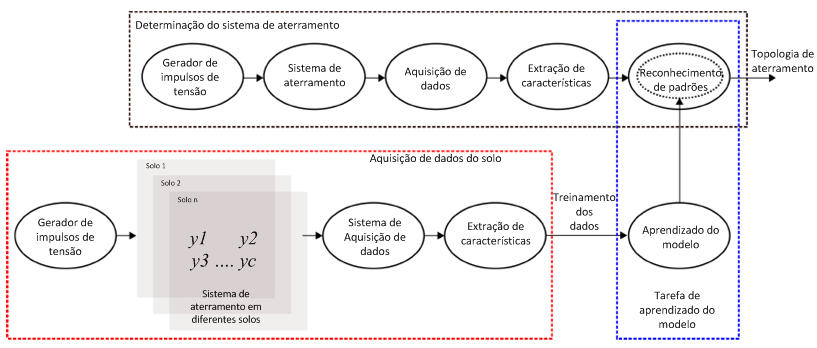 Determinação do sistema de aterramento
Gerador de
impulsos de
tensão
Sistema de
aterramento
Aquisição de
dados
Extração de
características
Reconhecimento
de padrões
Topologia de
aterramento
Aquisição de dados do solo
Gerador de
impulsos de
tensão
Solo 1
Solo 2
Solo n
y1 y2
y3 .... yc
Sistema de
aterramento em
diferentes solos
Sistema de
Aquisição de
dados
Extração de
características
Treinamento
dos
dados
Aprendizado do
modelo
Tarefa de
aprendizado do
modelo